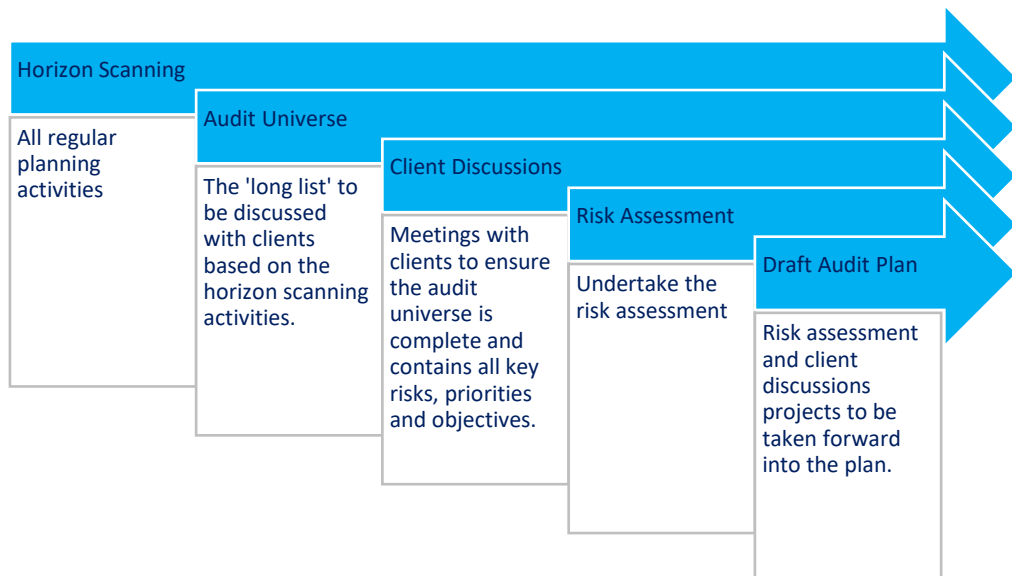 Horizon Scanning
All regular
planning
activities
Audit Universe
The 'long list' to
be discussed
with clients
based on the
horizon scanning
activities.
Client Discussions
Meetings with
clients to ensure
the audit
universe is
complete and
contains all key
risks, priorities
and objectives.
Risk Assessment
Undertake the
risk assessment
Draft Audit Plan
Risk assessment
and client
discussions
projects to be
taken forward
into the plan.